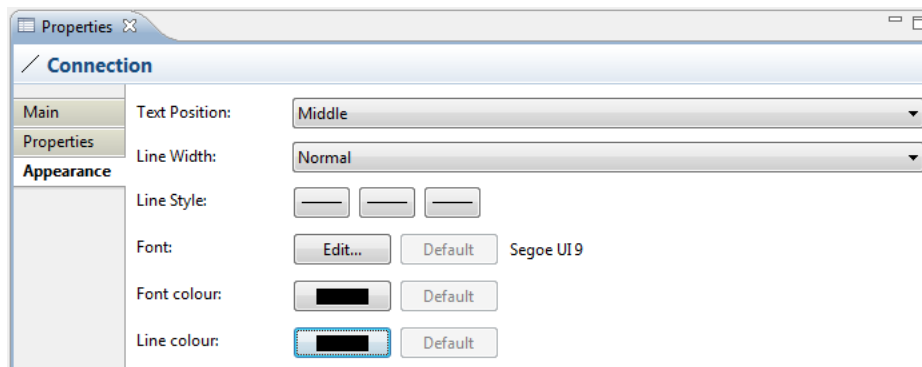 Properties
Connection
Main
Properties
Appearance
Text Position:
Middle
Line Width:
Normal
Line Style:
Font:
Edit...
Default
Segoe UI 9
Font colour:
Default
Line colour:
Default